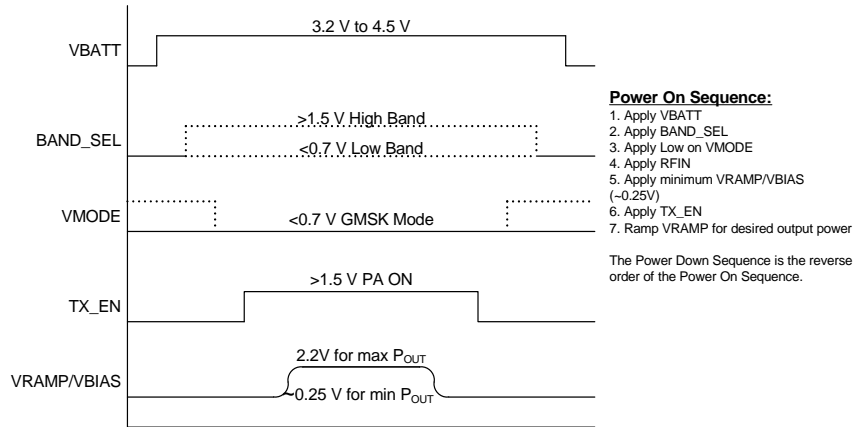 3.2 V to 4.5 V
VBATT
>1.5 V High Band
BAND_SEL
<0.7 V Low Band
VMODE
<0.7 V GMSK Mode
>1.5 V PA ON
TX_EN
2.2V for max POUT
VRAMP/VBIAS
~0.25 V for min POUT
Power On Sequence:
1. Apply VBATT
2. Apply BAND_SEL
3. Apply Low on VMODE
4. Apply RFIN
5. Apply minimum VRAMP/VBIAS
(~0.25V)
6. Apply TX_EN
7. Ramp VRAMP for desired output power
The Power Down Sequence is the reverse
order of the Power On Sequence.